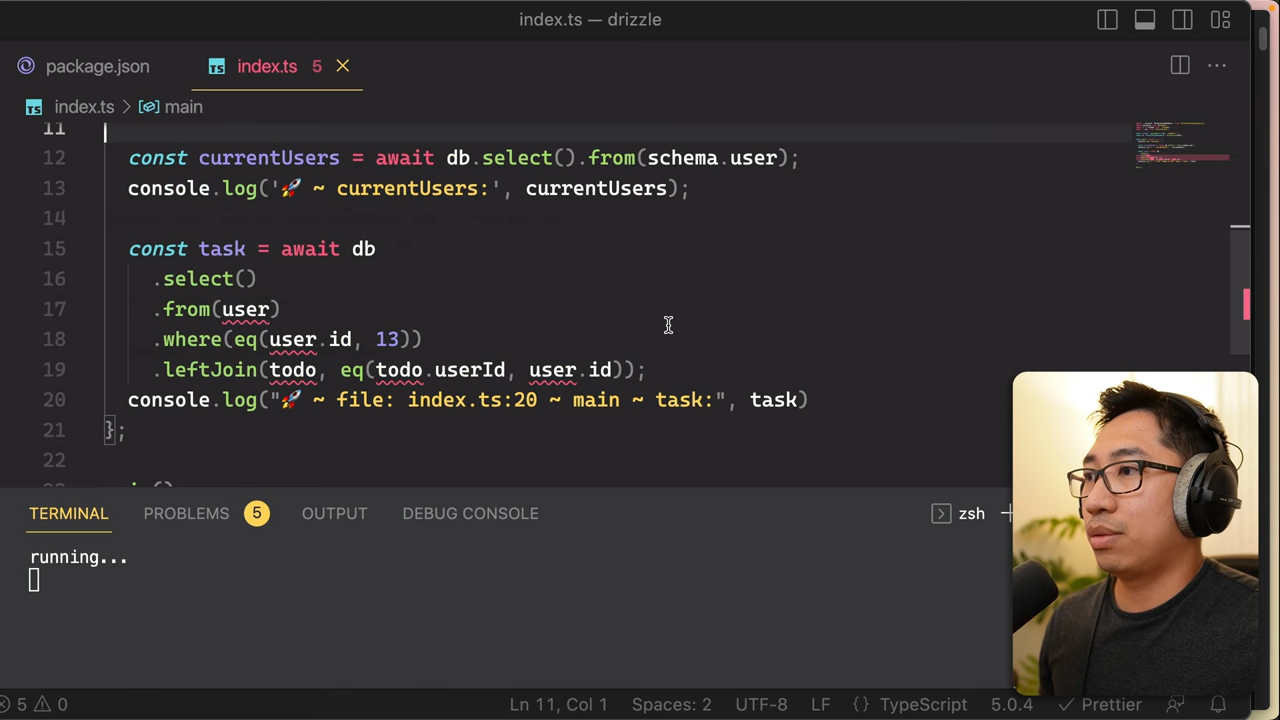 index.ts — drizzle
package.json
index.ts 5
index.ts > main
11
12 const currentUsers = await db.select().from(schema.user);
13 console.log('🚀 ~ currentUsers:', currentUsers);
14
15 const task = await db
16 .select()
17 .from(user)
18 .where(eq(user.id, 13))
19 .leftJoin(todo, eq(todo.userId, user.id));
20 console.log("🚀 ~ file: index.ts:20 ~ main ~ task:", task)
21 };
22
TERMINAL PROBLEMS 5 OUTPUT DEBUG CONSOLE zsh
running...
5 0 Ln 11, Col 1 Spaces: 2 UTF-8 LF {} TypeScript 5.0.4 Prettier